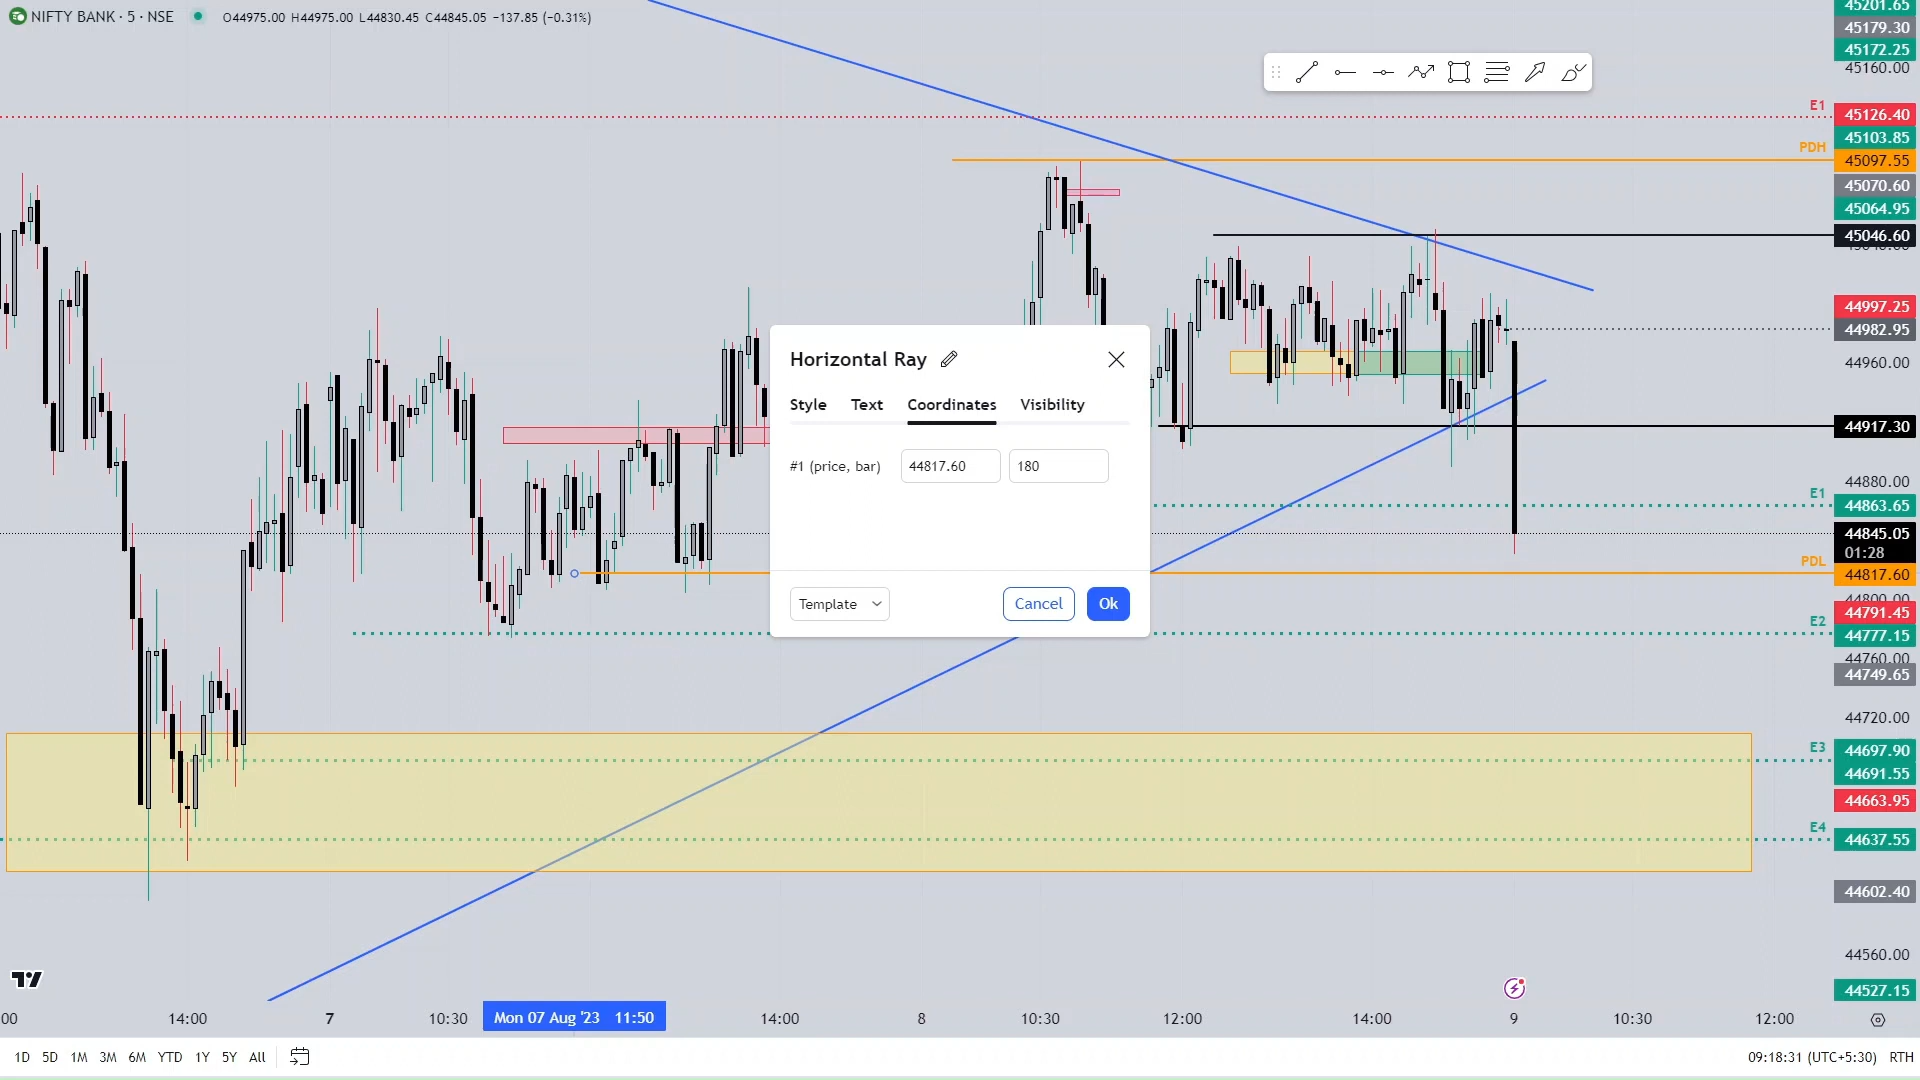 NIFTY BANK · 5 · NSE O44975.00 H44975.00 L44830.45 C44845.05 −137.85 (−0.31%)
45201.65
45179.30
45172.25
45160.00
E1
45126.40
45103.85
PDH
45097.55
45070.60
45064.95
45046.60
44997.25
44982.95
44960.00
44917.30
44880.00
E1
44863.65
44845.05
01:28
PDL
44817.60
44800.00
44791.45
E2
44777.15
44760.00
44749.65
44720.00
E3
44697.90
44691.55
44663.95
E4
44637.55
44602.40
44560.00
44527.15
Horizontal Ray
Style Text Coordinates Visibility
#1 (price, bar) 44817.60 180
Template Cancel Ok
:00 14:00 7 10:30 Mon 07 Aug '23 11:50 14:00 8 10:30 12:00 14:00 9 10:30 12:00
1D 5D 1M 3M 6M YTD 1Y 5Y All 09:18:31 (UTC+5:30) RTH